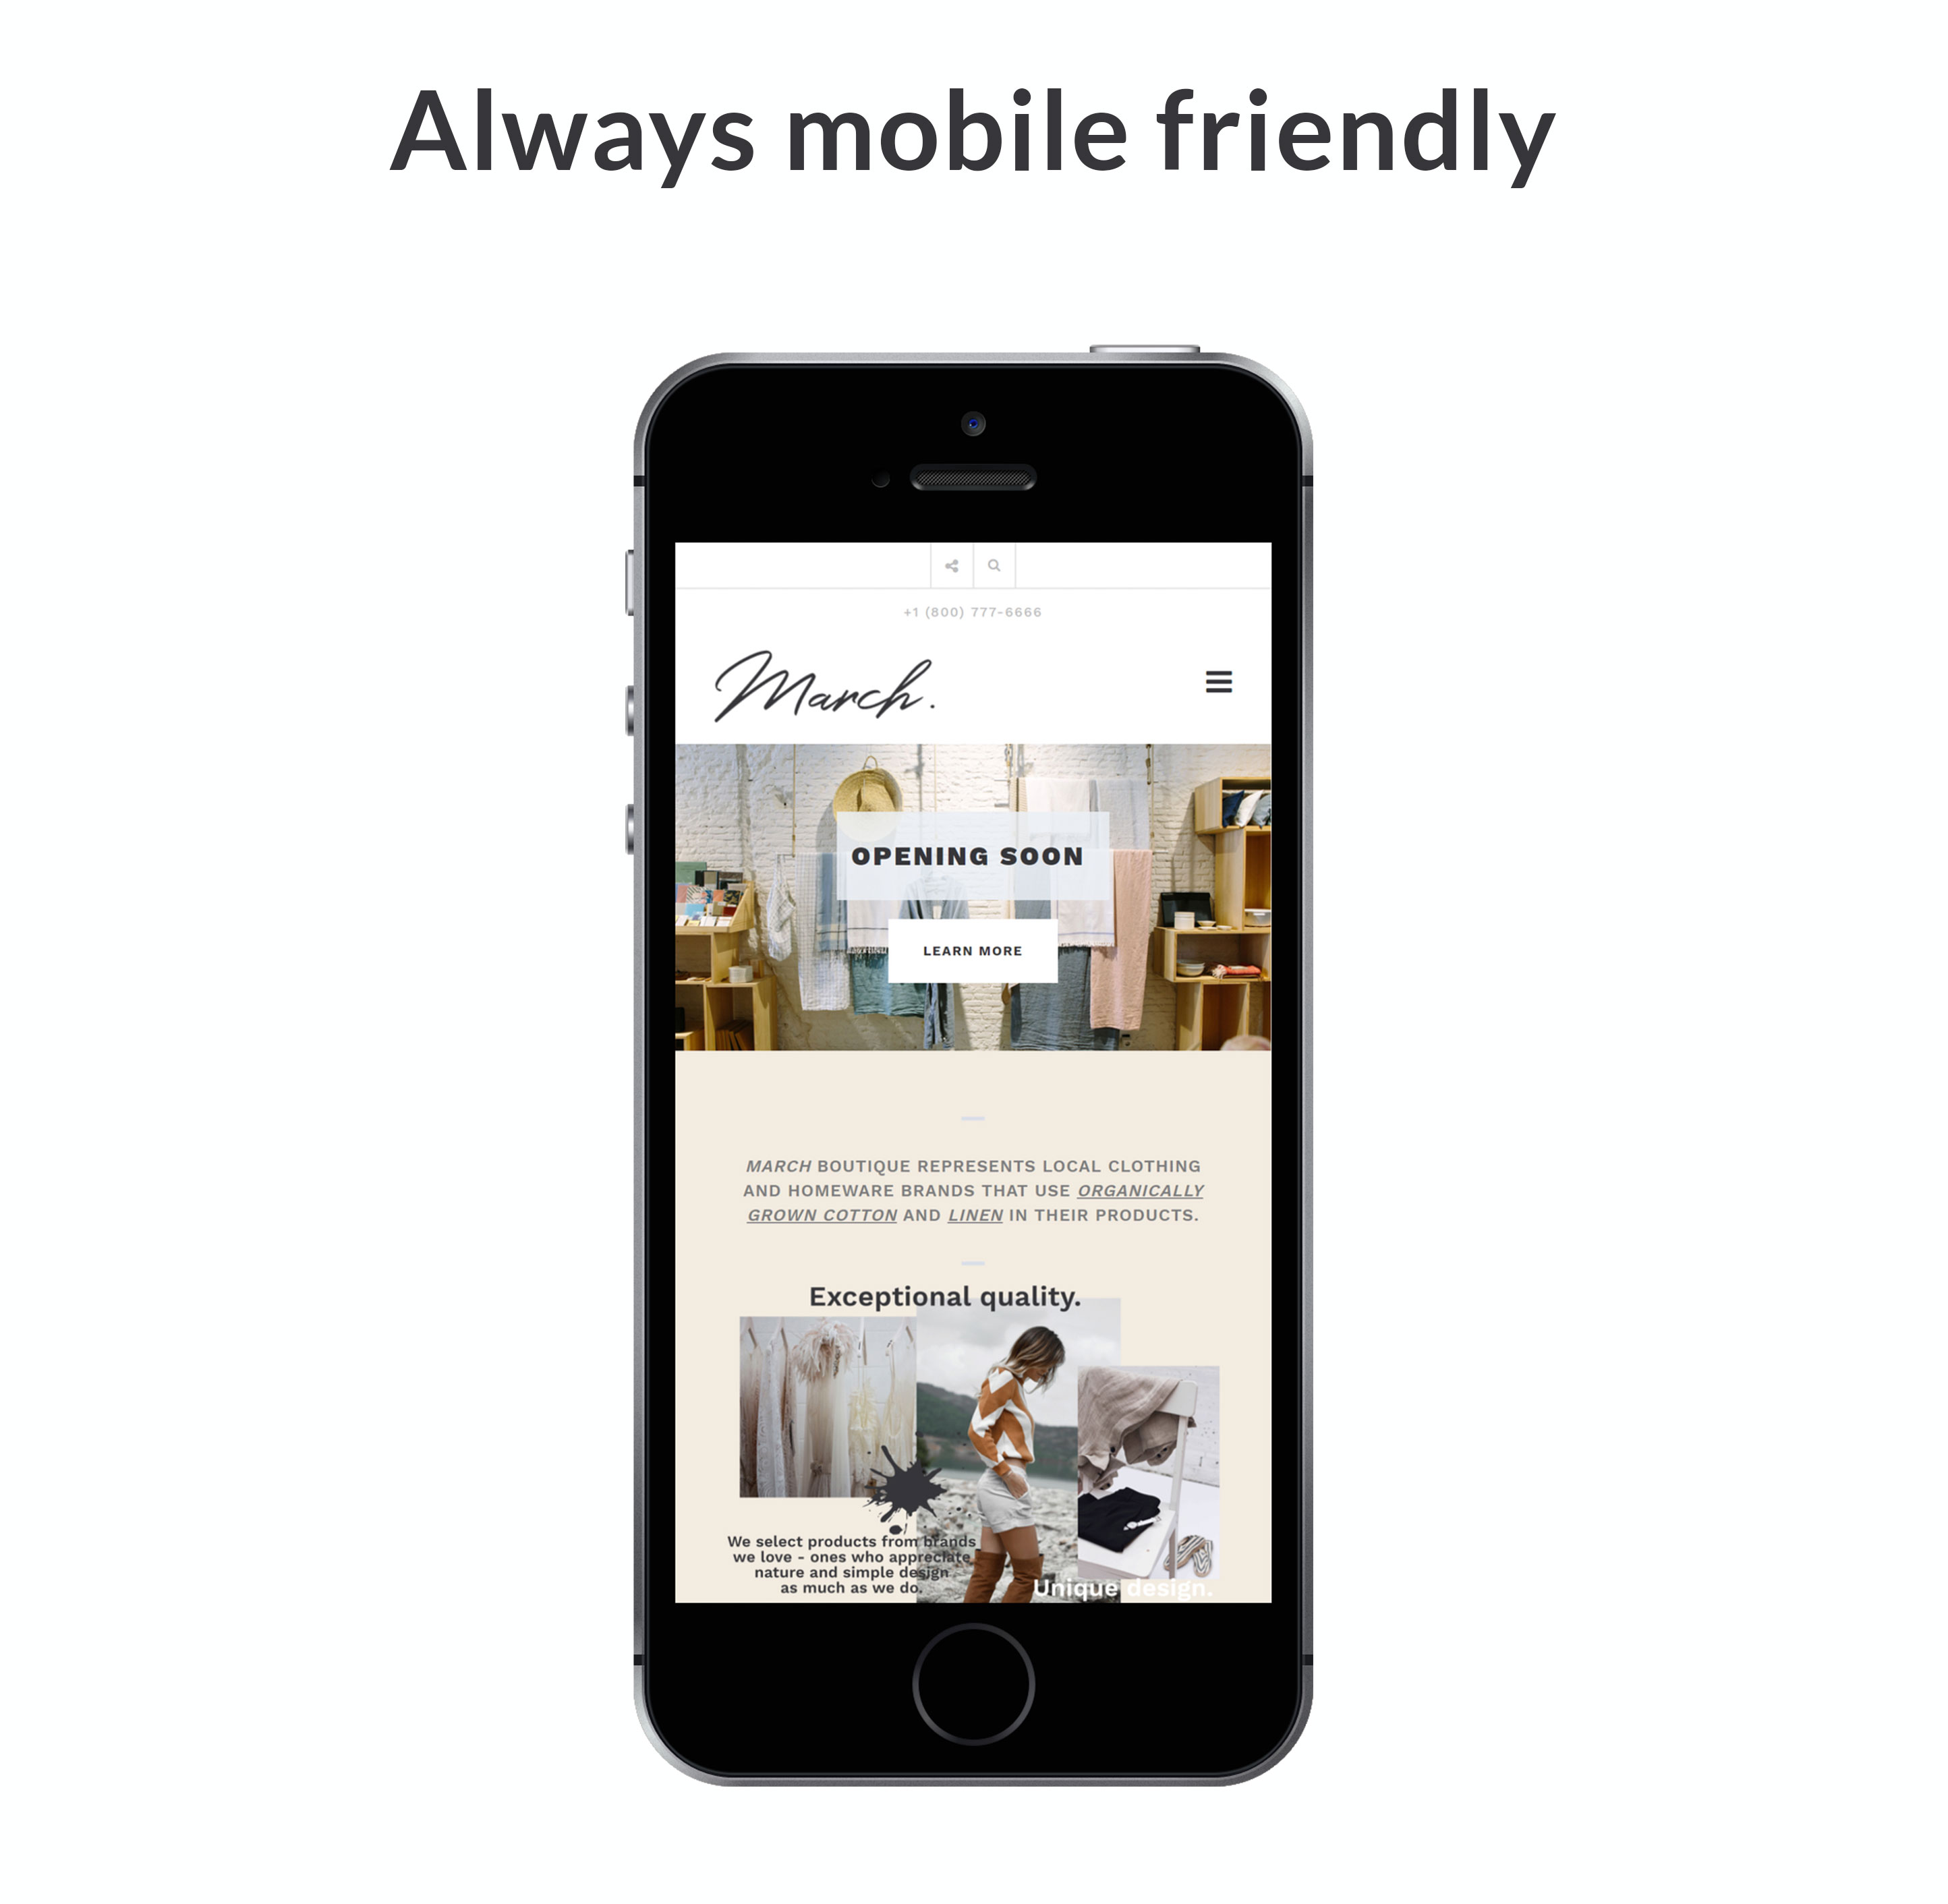 Always mobile friendly
+1 (800) 777-6666
March.
OPENING SOON
LEARN MORE
MARCH BOUTIQUE REPRESENTS LOCAL CLOTHING
AND HOMEWARE BRANDS THAT USE ORGANICALLY
GROWN COTTON AND LINEN IN THEIR PRODUCTS.
Exceptional quality.
We select products from brands
we love - ones who appreciate
nature and simple design
as much as we do.
Unique design.